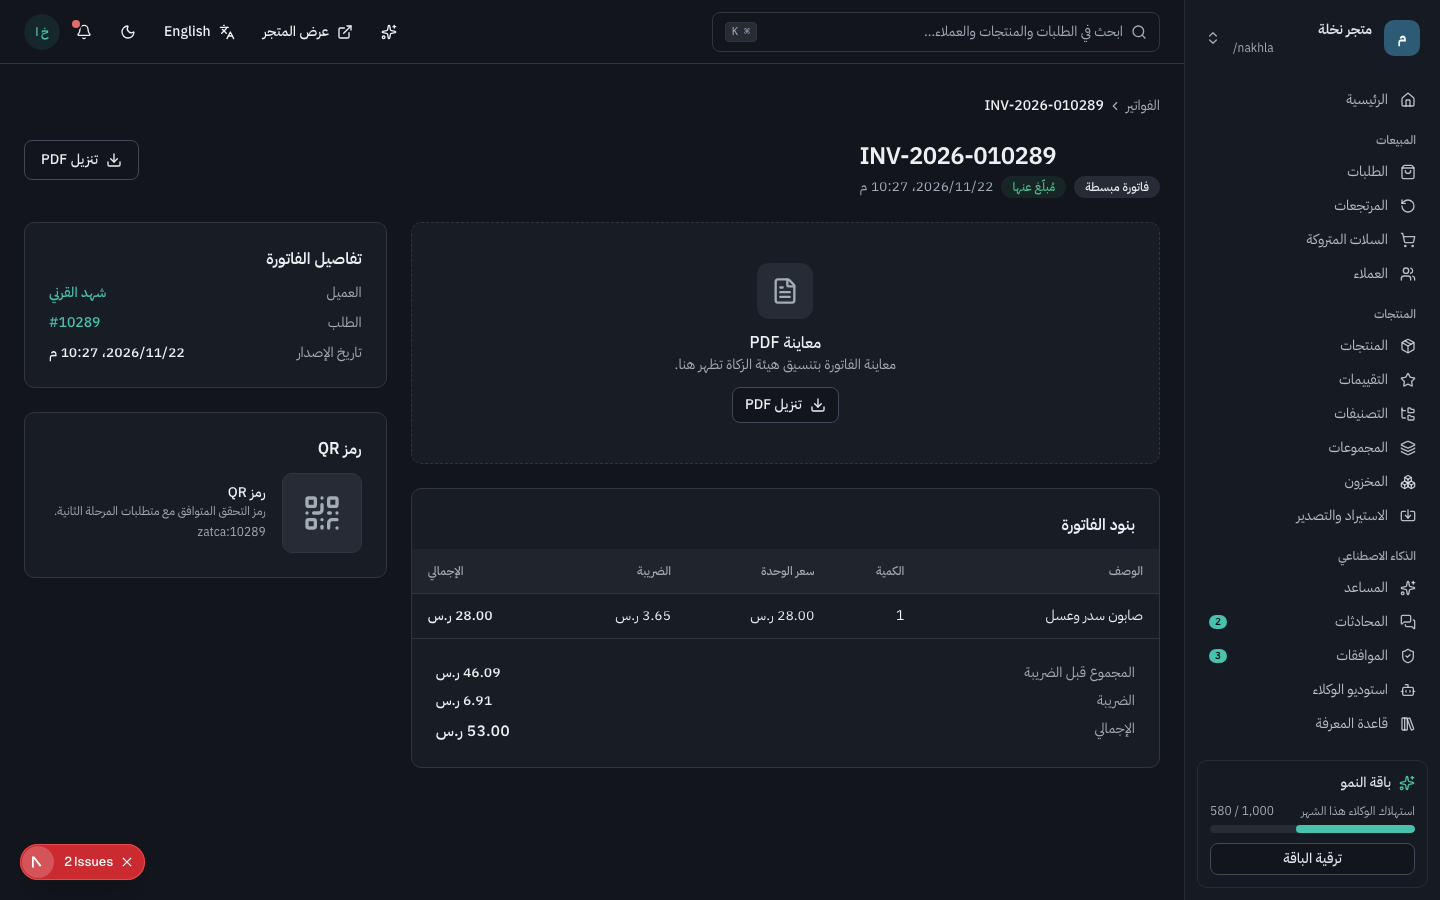 متجر نخلة
/nakhla
الرئيسية
المبيعات
الطلبات
المرتجعات
السلات المتروكة
العملاء
المنتجات
المنتجات
التقييمات
التصنيفات
المجموعات
المخزون
الاستيراد والتصدير
الذكاء الاصطناعي
المساعد
المحادثات 2
الموافقات 3
استوديو الوكلاء
قاعدة المعرفة
باقة النمو
استهلاك الوكلاء هذا الشهر 580 / 1,000
ترقية الباقة
م
ابحث في الطلبات والمنتجات والعملاء...
⌘ K
عرض المتجر
English
خ ا
الفواتير
INV-2026-010289
INV-2026-010289
فاتورة مبسطة
مُبلّغ عنها
2026/11/22، 10:27 م
تنزيل PDF
معاينة PDF
معاينة الفاتورة بتنسيق هيئة الزكاة تظهر هنا.
تنزيل PDF
بنود الفاتورة
الوصف الكمية سعر الوحدة الضريبة الإجمالي
صابون سدر وعسل 1 28.00 ر.س 3.65 ر.س 28.00 ر.س
المجموع قبل الضريبة 46.09 ر.س
الضريبة 6.91 ر.س
الإجمالي 53.00 ر.س
تفاصيل الفاتورة
العميل شهد القرني
الطلب #10289
تاريخ الإصدار 2026/11/22، 10:27 م
رمز QR
رمز QR
رمز التحقق المتوافق مع متطلبات المرحلة الثانية.
zatca:10289
2 Issues